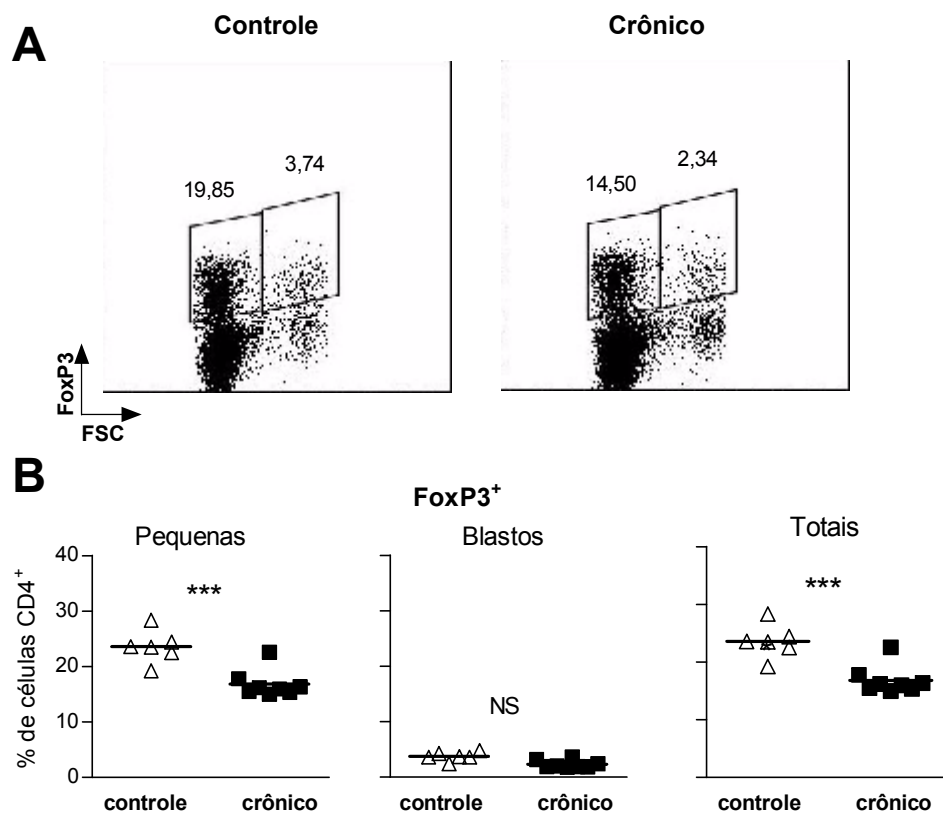 A
Controle
Crônico
19,85
3,74
14,50
2,34
FoxP3
FSC
B
FoxP3+
Pequenas
Blastos
Totais
% de células CD4+
40
30
20
10
0
***
NS
***
controle
crônico
controle
crônico
controle
crônico